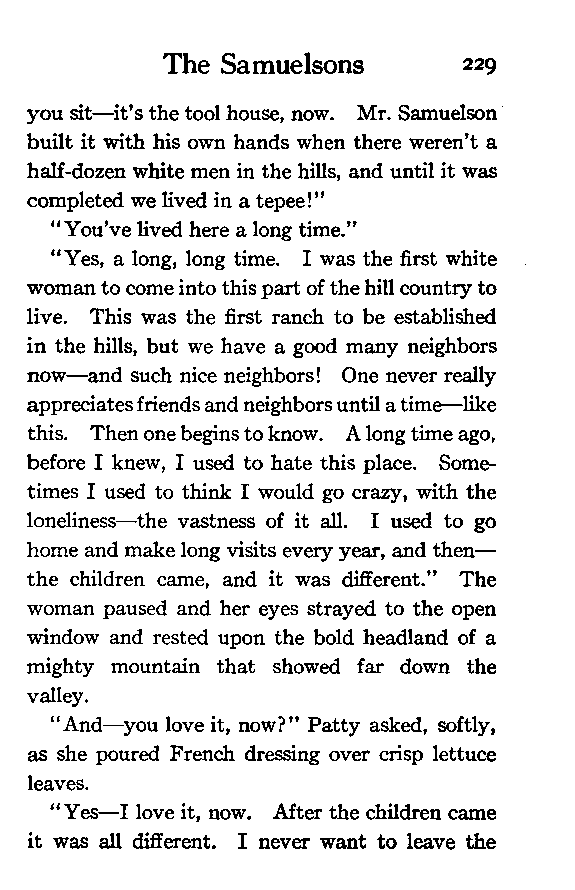 The Samuelsons 229
you sit—it's the tool house, now. Mr. Samuelson
built it with his own hands when there weren't a
half-dozen white men in the hills, and until it was
completed we lived in a tepee!"
"You've lived here a long time."
"Yes, a long, long time. I was the first white
woman to come into this part of the hill country to
live. This was the first ranch to be established
in the hills, but we have a good many neighbors
now—and such nice neighbors! One never really
appreciates friends and neighbors until a time—like
this. Then one begins to know. A long time ago,
before I knew, I used to hate this place. Some-
times I used to think I would go crazy, with the
loneliness—the vastness of it all. I used to go
home and make long visits every year, and then—
the children came, and it was different." The
woman paused and her eyes strayed to the open
window and rested upon the bold headland of a
mighty mountain that showed far down the
valley.
"And—you love it, now?" Patty asked, softly,
as she poured French dressing over crisp lettuce
leaves.
"Yes—I love it, now. After the children came
it was all different. I never want to leave the